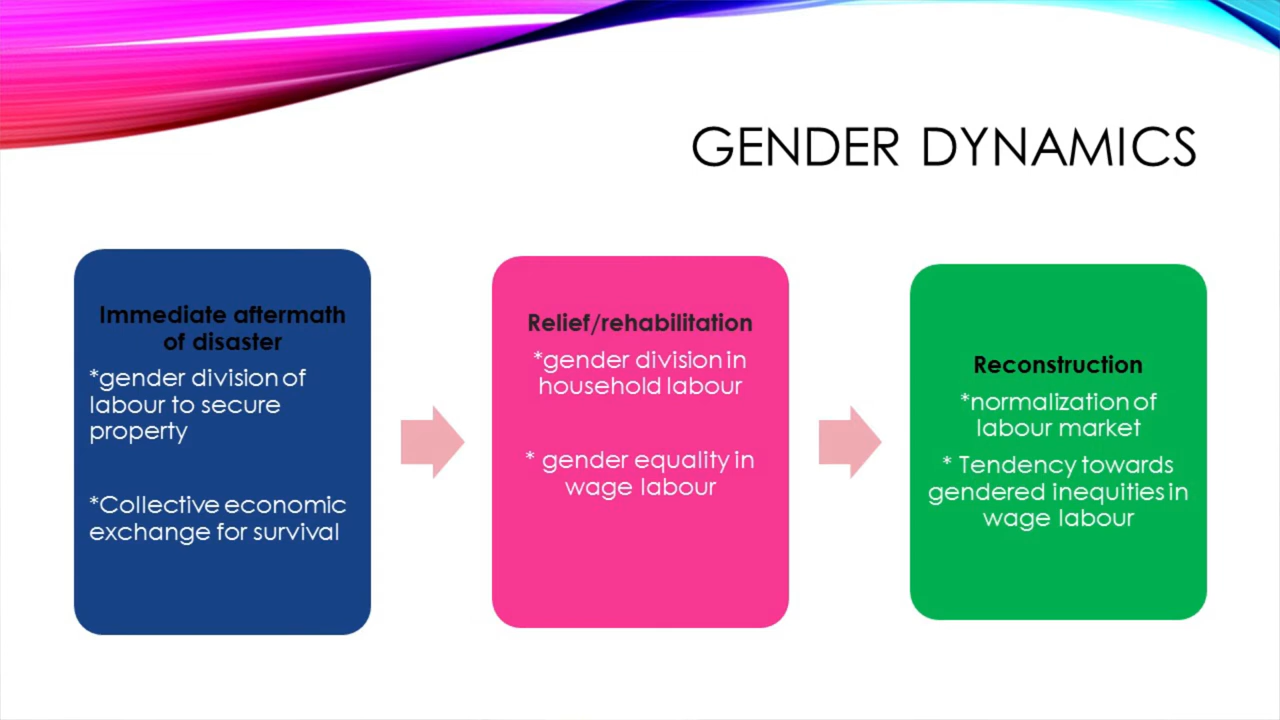 GENDER DYNAMICS
Immediate aftermath
of disaster
*gender division of
labour to secure
property
*Collective economic
exchange for survival
Relief/rehabilitation
*gender division in
household labour
* gender equality in
wage labour
Reconstruction
*normalization of
labour market
* Tendency towards
gendered inequities in
wage labour